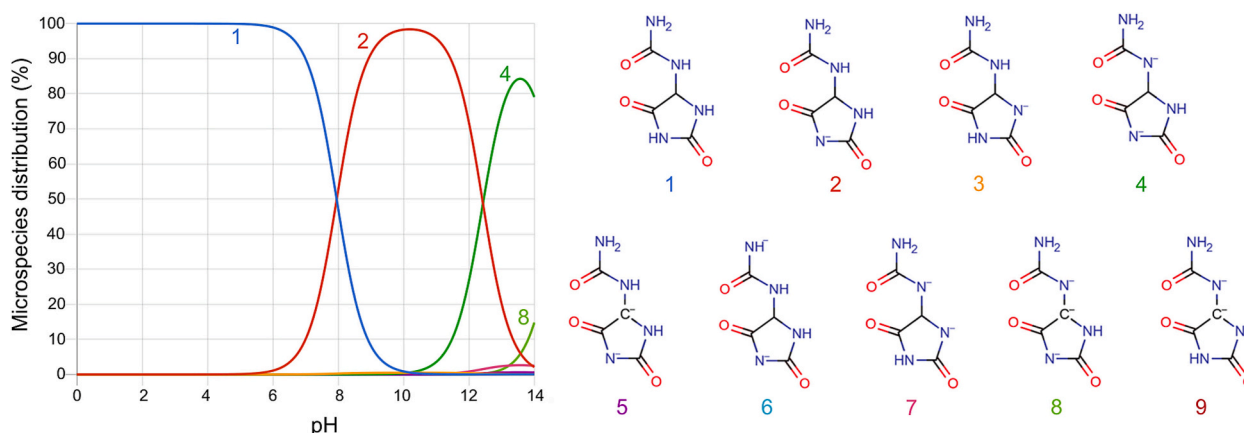 Microspecies distribution (%)
100
90
80
70
60
50
40
30
20
10
0
1
2
4
8
0 2 4 6 8 10 12 14
pH
NH₂
O NH
O NH
HN
O
1
NH₂
O NH
O NH
N⁻
O
2
NH₂
O NH
O N⁻
HN
O
3
NH₂
O N⁻
O NH
N⁻
O
4
NH₂
O NH
C⁻
O NH
N⁻
O
5
NH⁻
O NH
O NH
N⁻
O
6
NH₂
O N⁻
O N⁻
HN
O
7
NH₂
O N⁻
C⁻
O NH
N⁻
O
8
NH₂
O N⁻
C⁻
O
HN
9